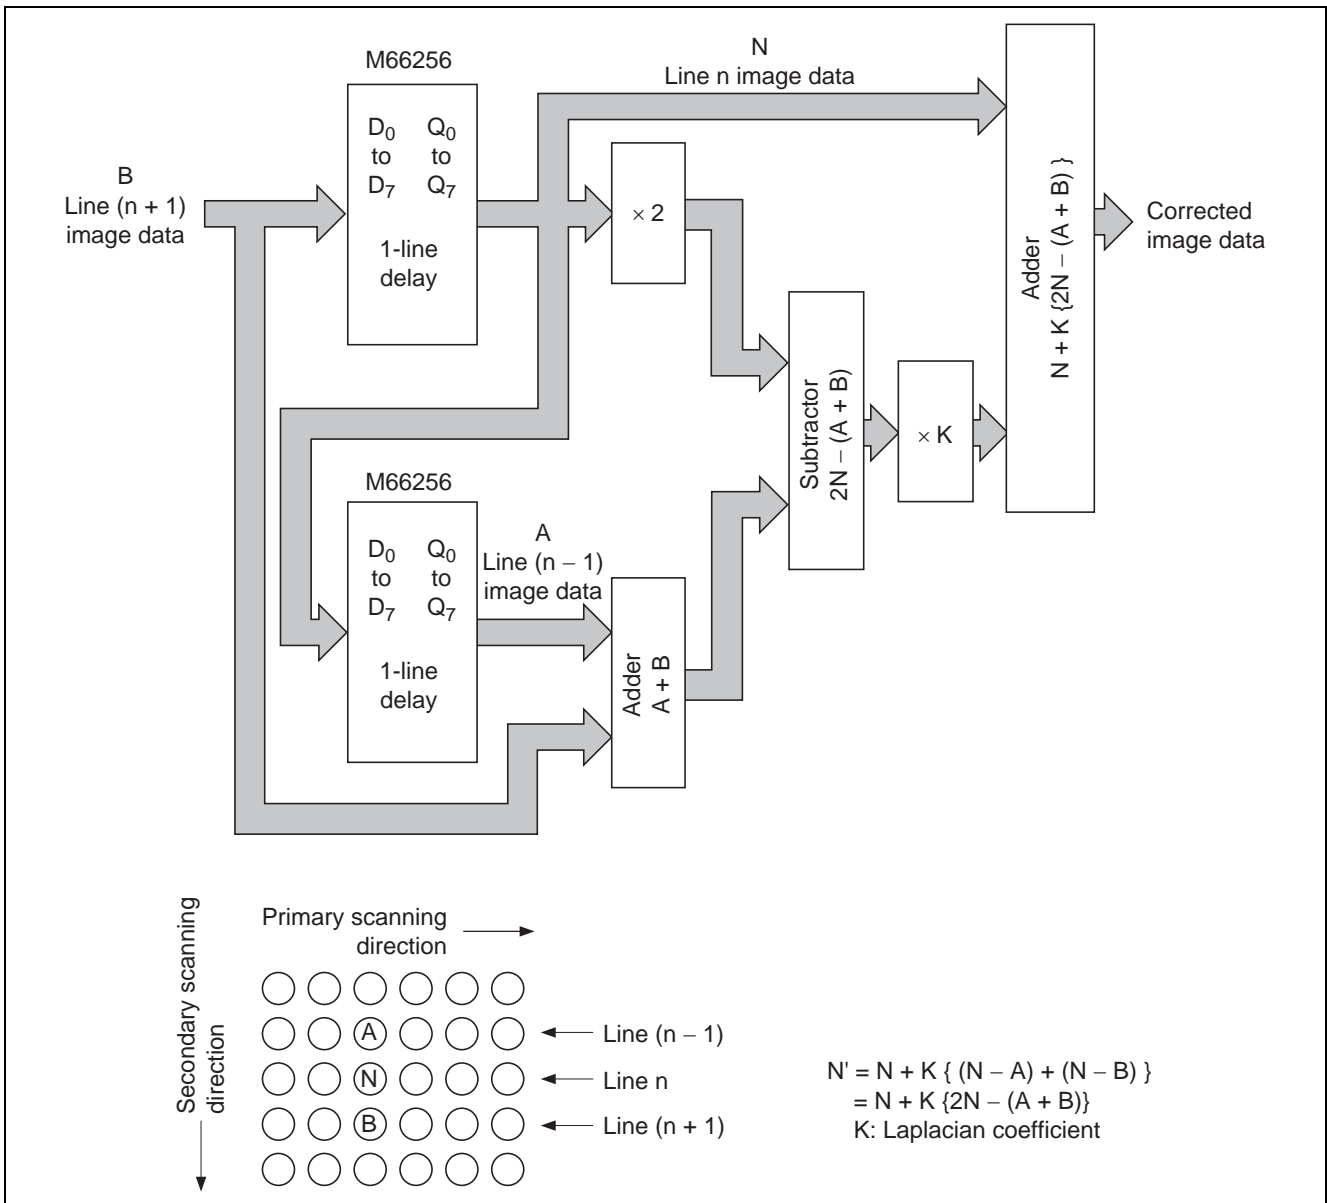 M66256
D0 Q0
to to
D7 Q7
1-line
delay
B
Line (n + 1)
image data
N
Line n image data
× 2
Subtractor
2N – (A + B)
× K
Adder
N + K {2N – (A + B) }
Corrected
image data
M66256
D0 Q0
to to
D7 Q7
1-line
delay
A
Line (n – 1)
image data
Adder
A + B
Secondary scanning
direction
Primary scanning
direction
A
Line (n – 1)
N
Line n
B
Line (n + 1)
N' = N + K { (N – A) + (N – B) }
= N + K {2N – (A + B)}
K: Laplacian coefficient